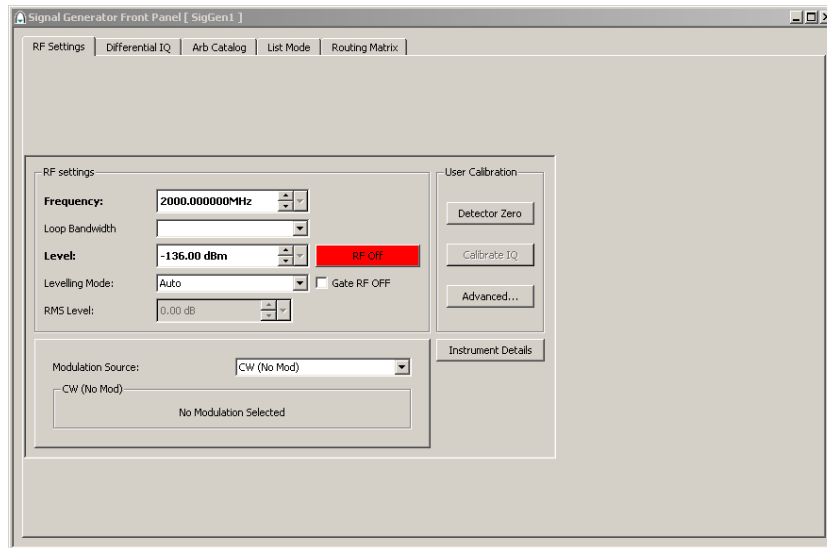 Signal Generator Front Panel [ SigGen1 ]
RF Settings Differential IQ Arb Catalog List Mode Routing Matrix
RF settings
Frequency: 2000.000000MHz
Loop Bandwidth
Level: -136.00 dBm RF Off
Levelling Mode: Auto Gate RF OFF
RMS Level: 0.00 dB
User Calibration
Detector Zero
Calibrate IQ
Advanced...
Instrument Details
Modulation Source: CW (No Mod)
CW (No Mod)
No Modulation Selected